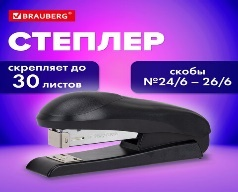 BRAUBERG
СТЕПЛЕР
скрепляет до
30 листов
скобы
№24/6 – 26/6